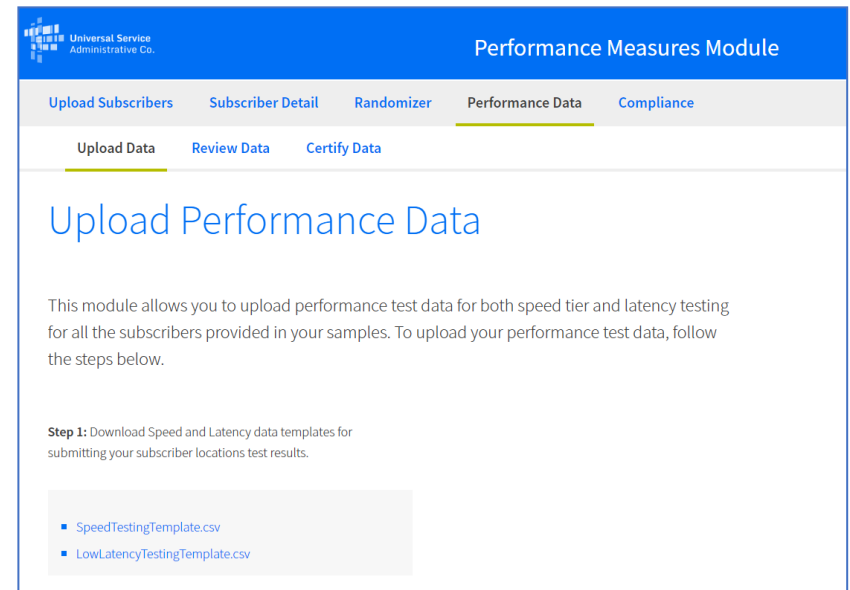 Universal Service
Administrative Co.
Performance Measures Module
Upload Subscribers Subscriber Detail Randomizer Performance Data Compliance
Upload Data Review Data Certify Data
Upload Performance Data
This module allows you to upload performance test data for both speed tier and latency testing
for all the subscribers provided in your samples. To upload your performance test data, follow
the steps below.
Step 1: Download Speed and Latency data templates for
submitting your subscriber locations test results.
SpeedTestingTemplate.csv
LowLatencyTestingTemplate.csv